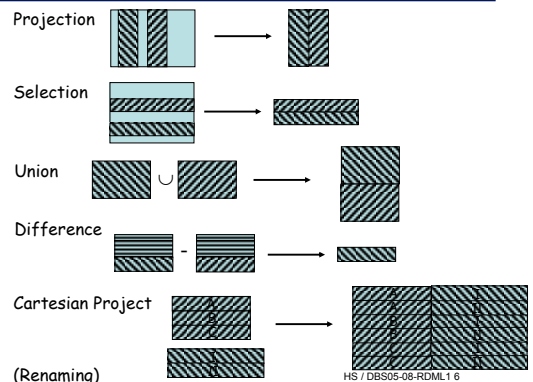 Projection
Selection
Union
∪
Difference
-
Cartesian Project
(Renaming)
HS / DBS05-08-RDML1 6